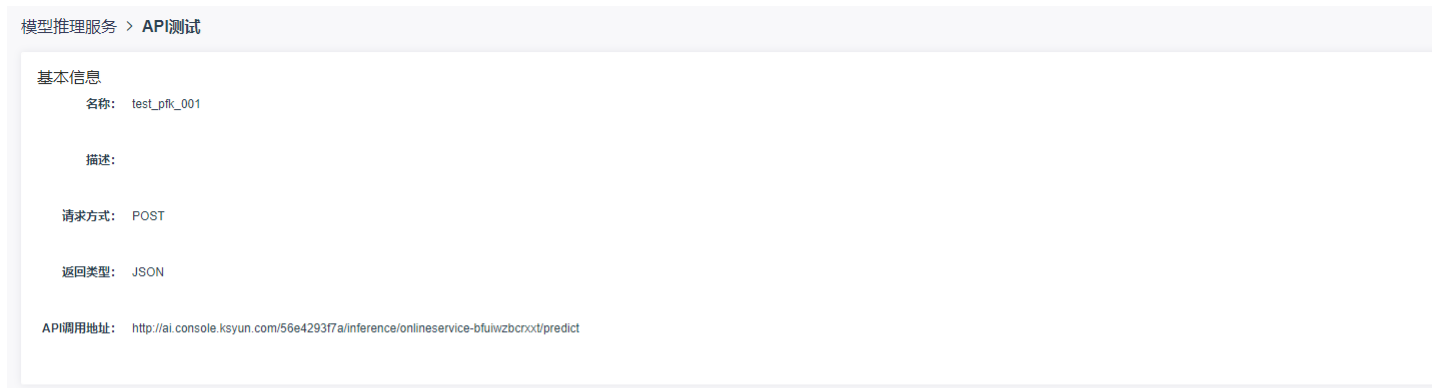 模型推理服务 > API测试
基本信息
名称： test_pfk_001
描述：
请求方式： POST
返回类型： JSON
API调用地址： http://ai.console.ksyun.com/56e4293f7a/inference/onlineservice-bfuiwzbcrxxt/predict